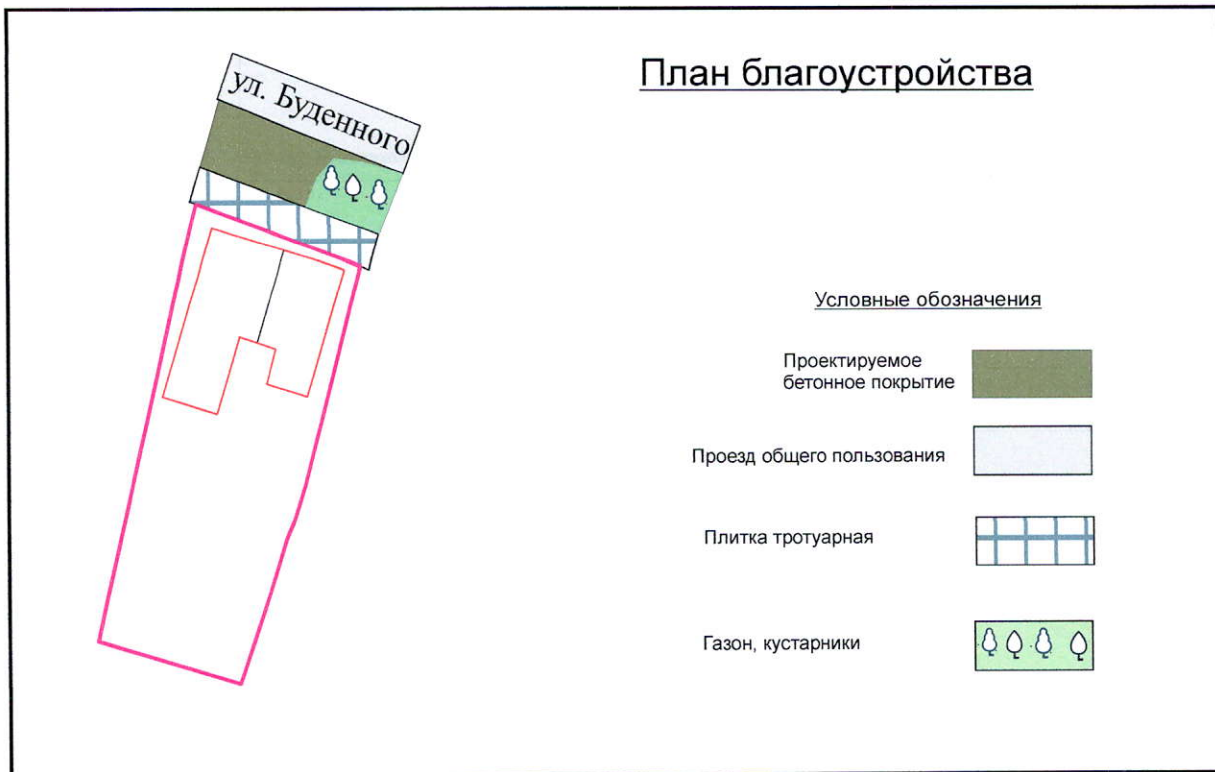 План благоустройства
ул. Буденного
Условные обозначения
Проектируемое
бетонное покрытие
Проезд общего пользования
Плитка тротуарная
Газон, кустарники